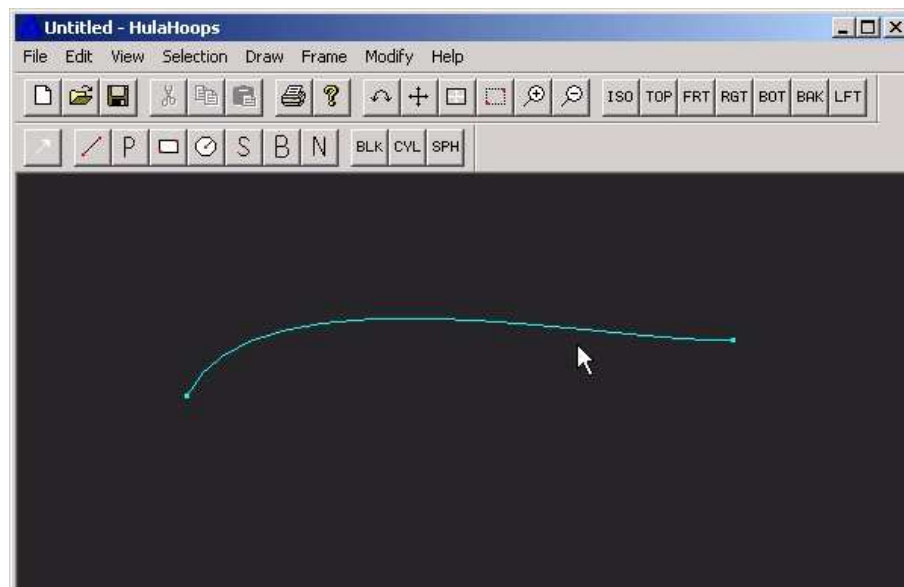 Untitled - HulaHoops
File Edit View Selection Draw Frame Modify Help
ISO TOP FRT RGT BOT BAK LFT
P S B N BLK CYL SPH